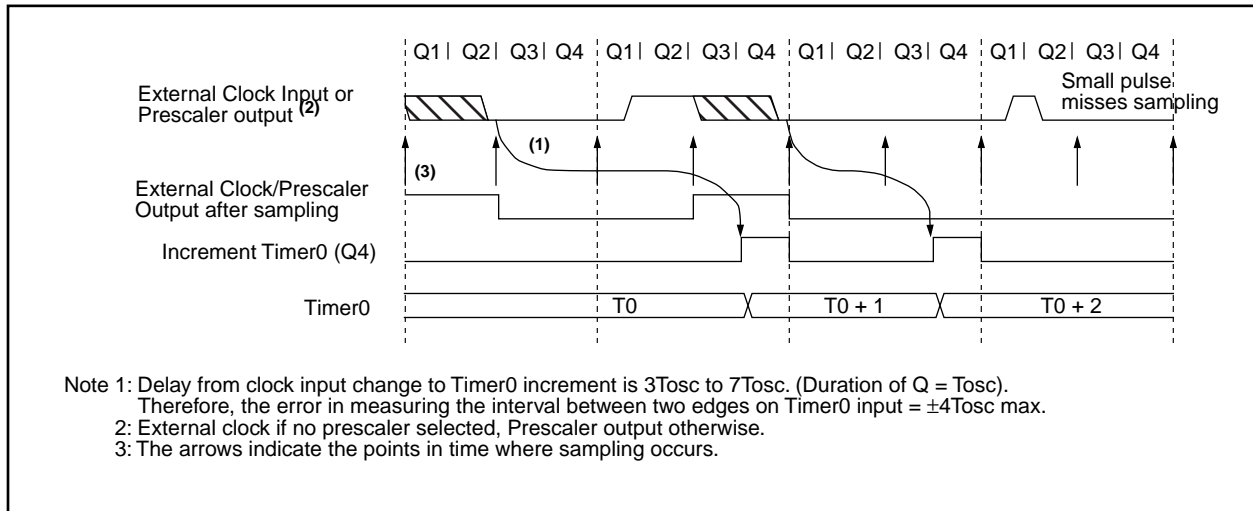 Q1| Q2| Q3| Q4 Q1| Q2| Q3| Q4 Q1| Q2| Q3| Q4 Q1| Q2| Q3| Q4
External Clock Input or
Prescaler output (2)
Small pulse
misses sampling
(1)
(3)
External Clock/Prescaler
Output after sampling
Increment Timer0 (Q4)
Timer0 T0 T0 + 1 T0 + 2
Note 1: Delay from clock input change to Timer0 increment is 3Tosc to 7Tosc. (Duration of Q = Tosc).
Therefore, the error in measuring the interval between two edges on Timer0 input = ±4Tosc max.
2: External clock if no prescaler selected, Prescaler output otherwise.
3: The arrows indicate the points in time where sampling occurs.